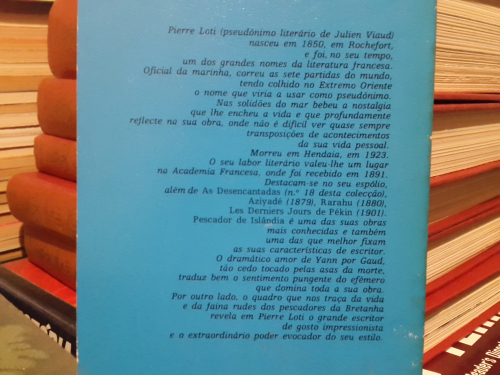 Pierre Loti (pseudónimo literário de Julien Viaud)
nasceu em 1850, em Rochefort,
e foi, no seu tempo,
um dos grandes nomes da literatura francesa.
Oficial da marinha, correu as sete partidas do mundo,
tendo colhido no Extremo Oriente
o nome que viria a usar como pseudónimo.
Nas solidões do mar bebeu a nostalgia
que lhe encheu a vida e que profundamente
reflecte na sua obra, onde não é difícil ver quase sempre
transposições de acontecimentos
da sua vida pessoal.
Morreu em Hendaia, em 1923.
O seu labor literário valeu-lhe um lugar
na Academia Francesa, onde foi recebido em 1891.
Destacam-se no seu espólio,
além de As Desencantadas (n.º 18 desta colecção),
Aziyadé (1879), Rarahu (1880),
Les Derniers Jours de Pékin (1901).
Pescador de Islândia é uma das suas obras
mais conhecidas e também
uma das que melhor fixam
as suas características de escritor.
O dramático amor de Yann por Gaud,
tão cedo tocado pelas asas da morte,
traduz bem o sentimento pungente do efémero
que domina toda a sua obra.
Por outro lado, o quadro que nos traça da vida
e da faina rudes dos pescadores da Bretanha
revela em Pierre Loti o grande escritor
de gosto impressionista
e o extraordinário poder evocador do seu estilo.